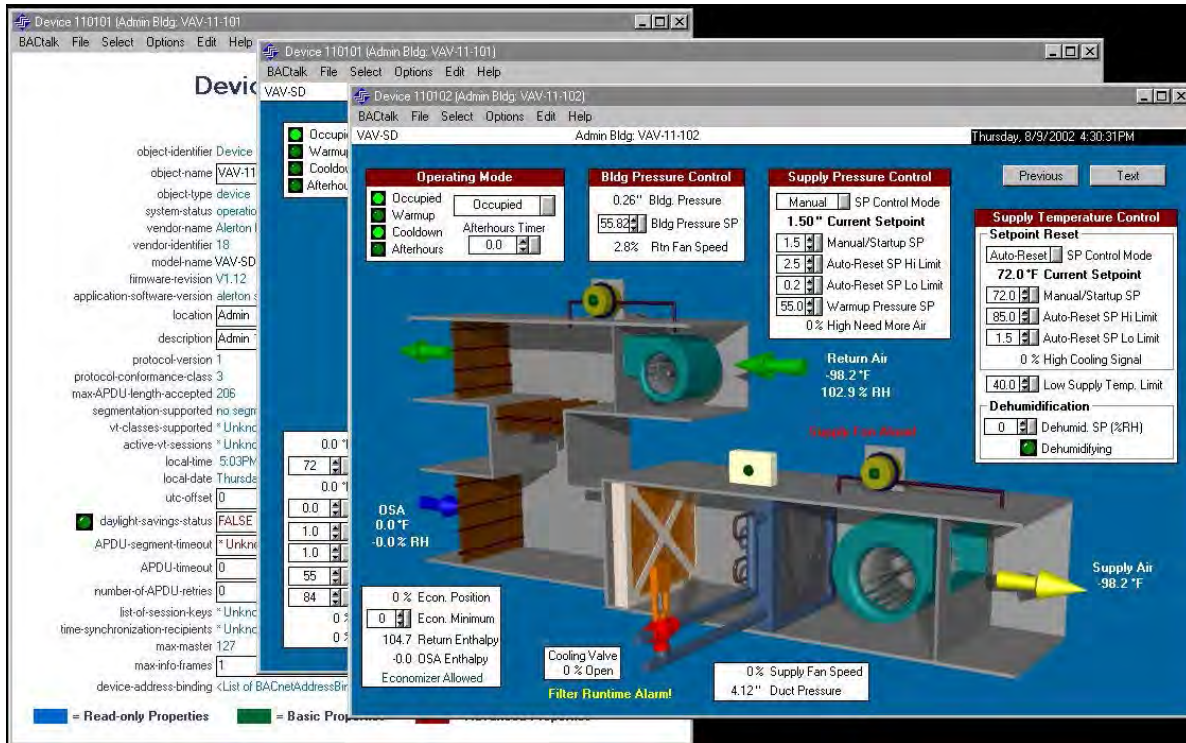 Device 110101 (Admin Bldg: VAV-11-101
BACtalk File Select Options Edit Help
object-identifier Device
object-name VAV-11
object-type device
system-status operatio
vendor-name Alerton
vendor-identifier 18
model-name VAV-SD
firmware-revision V1.12
application-software-version alerton s
location Admin
description Admin
protocol-version 1
protocol-conformance-class 3
max-APDU-length-accepted 206
segmentation-supported no segm
vt-classes-supported * Unkno
active-vt-sessions * Unkno
local-time 5:03PM
local-date Thursda
utc-offset 0
daylight-savings-status FALSE
APDU-segment-timeout * Unkno
APDU-timeout 0
number-of-APDU-retries 0
list-of-session-keys * Unkno
time-synchronization-recipients * Unkno
max-master 127
max-info-frames 1
device-address-binding <List of BACnetAddressBin
= Read-only Properties = Basic Prop
Device 110101 (Admin Bldg: VAV-11-101)
BACtalk File Select Options Edit Help
VAV-SD
Occupi
Warmu
Cooldo
Afterhou
72
0.0
0.0
1.0
1.0
55
84
Device 110102 (Admin Bldg: VAV-11-102)
BACtalk File Select Options Edit Help
VAV-SD Admin Bldg: VAV-11-102 Thursday, 8/9/2002 4:30:31PM
Previous Text
Operating Mode
Occupied
Warmup
Cooldown
Afterhours
Occupied
Afterhours Timer
0.0
Bldg Pressure Control
0.26" Bldg. Pressure
55.82 Bldg Pressure SP
2.8% Rtn Fan Speed
Supply Pressure Control
Manual SP Control Mode
1.50" Current Setpoint
1.5 Manual/Startup SP
2.5 Auto-Reset SP Hi Limit
0.2 Auto-Reset SP Lo Limit
55.0 Warmup Pressure SP
0 % High Need More Air
Supply Temperature Control
Setpoint Reset
Auto-Reset SP Control Mode
72.0 °F Current Setpoint
72.0 Manual/Startup SP
85.0 Auto-Reset SP Hi Limit
1.5 Auto-Reset SP Lo Limit
0 % High Cooling Signal
40.0 Low Supply Temp. Limit
Dehumidification
0 Dehumid. SP (%RH)
Dehumidifying
Return Air
-98.2 °F
102.9 % RH
Supply Fan
OSA
0.0 °F
-0.0 % RH
Supply Air
-98.2 °F
0 % Econ. Position
0 Econ. Minimum
104.7 Return Enthalpy
-0.0 OSA Enthalpy
Economizer Allowed
Cooling Valve
0 % Open
Filter Runtime Alarm!
0% Supply Fan Speed
4.12" Duct Pressure